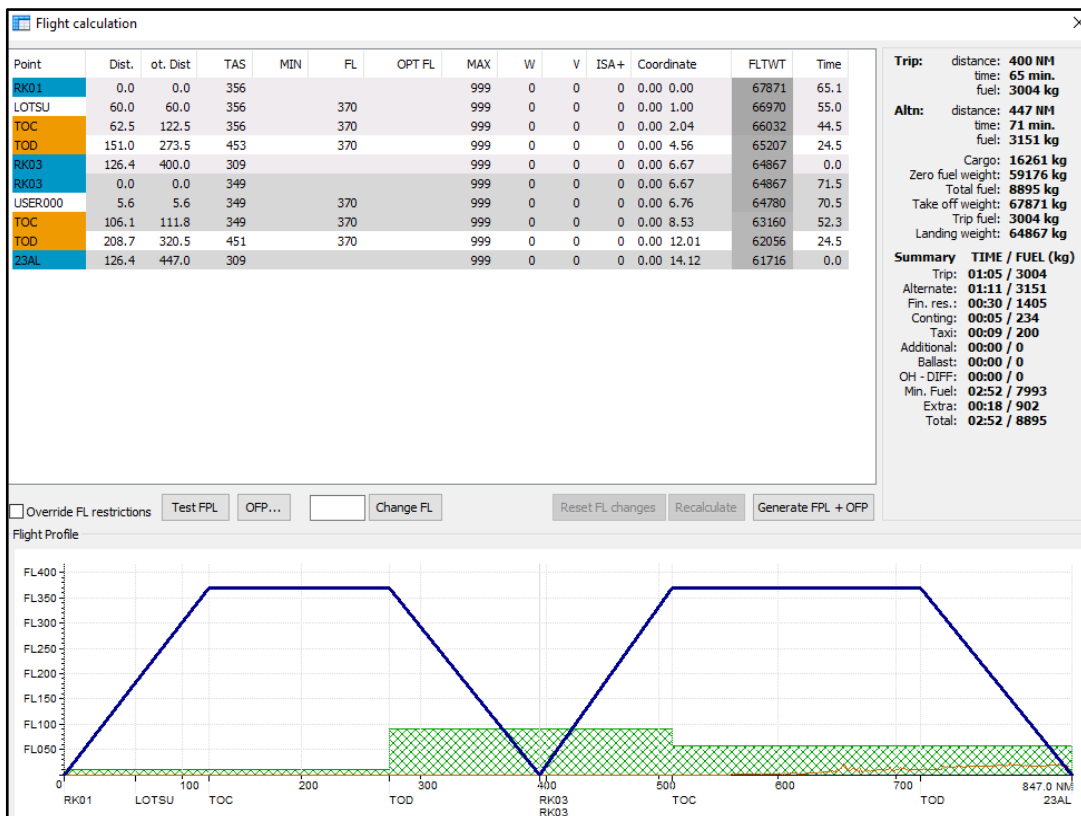 Flight calculation
Point Dist. ot. Dist TAS MIN FL OPT FL MAX W V ISA+ Coordinate FLTWT Time
RK01 0.0 0.0 356 999 0 0 0 0.00 0.00 67871 65.1
LOTSU 60.0 60.0 356 370 999 0 0 0 0.00 1.00 66970 55.0
TOC 62.5 122.5 356 370 999 0 0 0 0.00 2.04 66032 44.5
TOD 151.0 273.5 453 370 999 0 0 0 0.00 4.56 65207 24.5
RK03 126.4 400.0 309 999 0 0 0 0.00 6.67 64867 0.0
RK03 0.0 0.0 349 999 0 0 0 0.00 6.67 64867 71.5
USER000 5.6 5.6 349 370 999 0 0 0 0.00 6.76 64780 70.5
TOC 106.1 111.8 349 370 999 0 0 0 0.00 8.53 63160 52.3
TOD 208.7 320.5 451 370 999 0 0 0 0.00 12.01 62056 24.5
23AL 126.4 447.0 309 999 0 0 0 0.00 14.12 61716 0.0
Trip: distance: 400 NM
time: 65 min.
fuel: 3004 kg
Altn: distance: 447 NM
time: 71 min.
fuel: 3151 kg
Cargo: 16261 kg
Zero fuel weight: 59176 kg
Total fuel: 8895 kg
Take off weight: 67871 kg
Trip fuel: 3004 kg
Landing weight: 64867 kg
Summary TIME / FUEL (kg)
Trip: 01:05 / 3004
Alternate: 01:11 / 3151
Fin. res.: 00:30 / 1405
Conting: 00:05 / 234
Taxi: 00:09 / 200
Additional: 00:00 / 0
Ballast: 00:00 / 0
OH - DIFF: 00:00 / 0
Min. Fuel: 02:52 / 7993
Extra: 00:18 / 902
Total: 02:52 / 8895
Override FL restrictions Test FPL OFP... Change FL Reset FL changes Recalculate Generate FPL + OFP
Flight Profile
FL400
FL350
FL300
FL250
FL200
FL150
FL100
FL050
0 100 200 300 400 500 600 700 847.0 NM
RK01 LOTSU TOC TOD RK03 TOC TOD 23AL
RK03